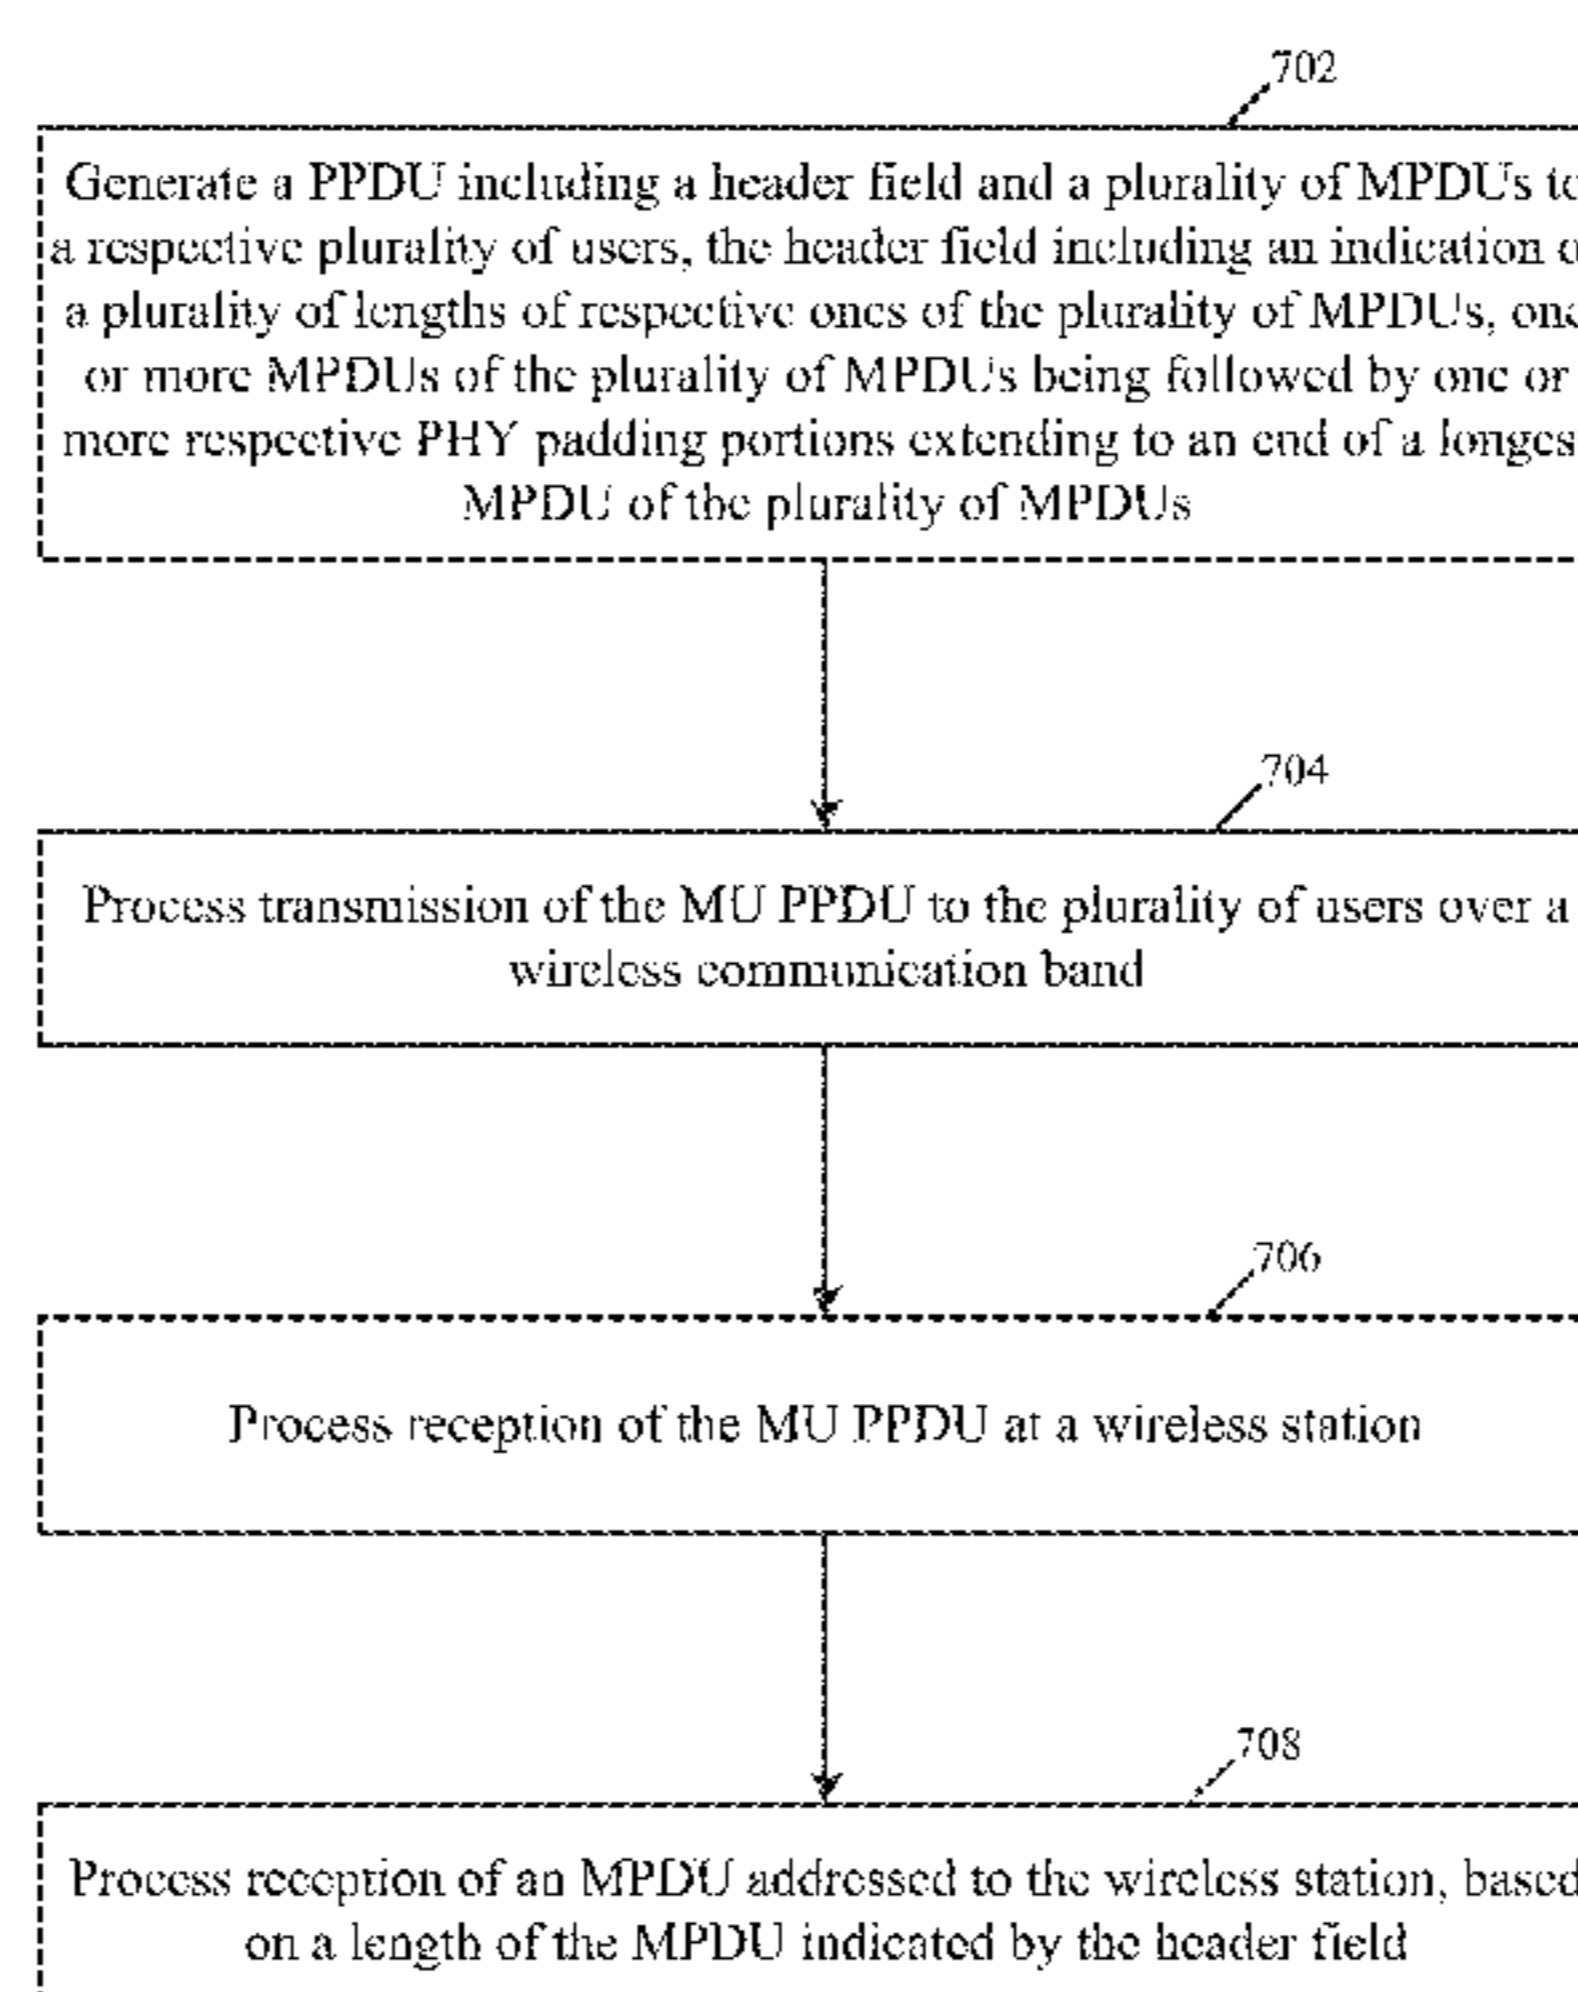 702
Generate a PPDU including a header field and a plurality of MPDUs to
a respective plurality of users, the header field including an indication o
a plurality of lengths of respective ones of the plurality of MPDUs, one
or more MPDUs of the plurality of MPDUs being followed by one or
more respective PHY padding portions extending to an end of a longes
MPDU of the plurality of MPDUs
704
Process transmission of the MU PPDU to the plurality of users over a
wireless communication band
706
Process reception of the MU PPDU at a wireless station
708
Process reception of an MPDU addressed to the wireless station, based
on a length of the MPDU indicated by the header field